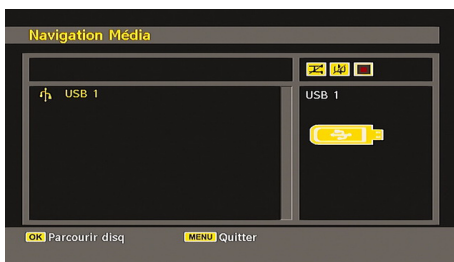 Navigation Média
USB 1
USB 1
OK Parcourir disq
MENU Quitter